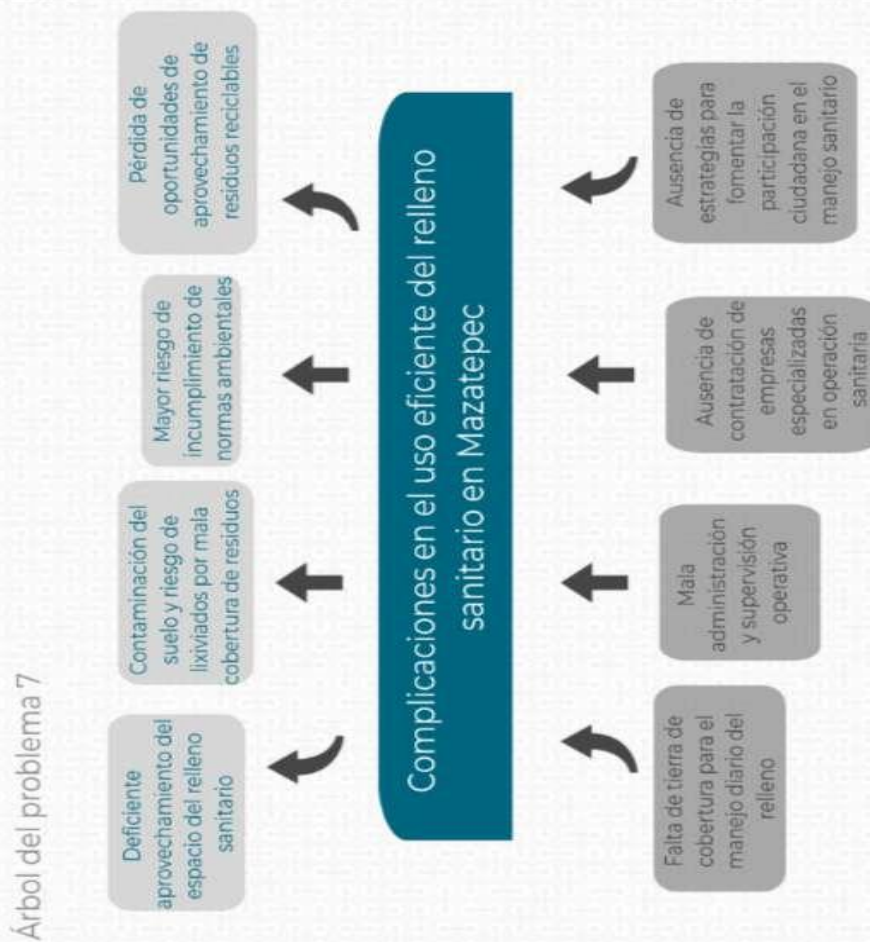 Árbol del problema 7
Deficiente
aprovechamiento del
espacio del relleno
sanitario
Contaminación del
suelo y riesgo de
lixiviados por mala
cobertura de residuos
Mayor riesgo de
incumplimiento de
normas ambientales
Pérdida de
oportunidades de
aprovechamiento de
residuos reciclables
Complicaciones en el uso eficiente del relleno
sanitario en Mazatepec
Falta de tierra de
cobertura para el
manejo diario del
relleno
Mala
administración
y supervisión
operativa
Ausencia de
contratación de
empresas
especializadas
en operación
sanitaria
Ausencia de
estrategias para
fomentar la
participación
ciudadana en el
manejo sanitario